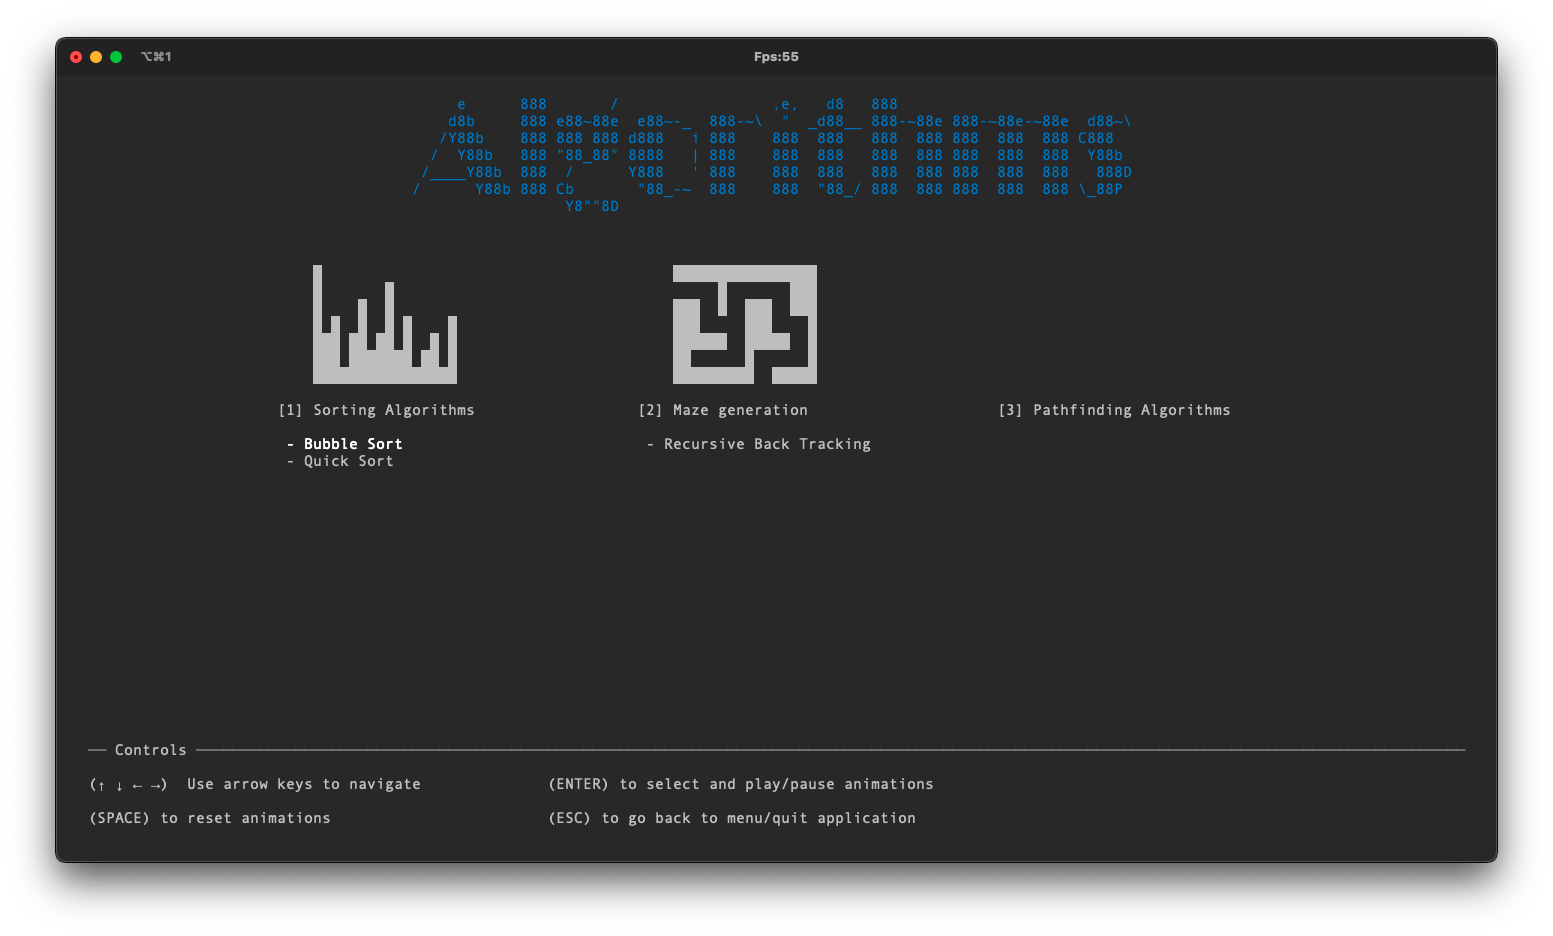 ⌥⌘1
Fps:55
Algorithms
[1] Sorting Algorithms
- Bubble Sort
- Quick Sort
[2] Maze generation
- Recursive Back Tracking
[3] Pathfinding Algorithms
Controls
(↑ ↓ ← →) Use arrow keys to navigate
(ENTER) to select and play/pause animations
(SPACE) to reset animations
(ESC) to go back to menu/quit application